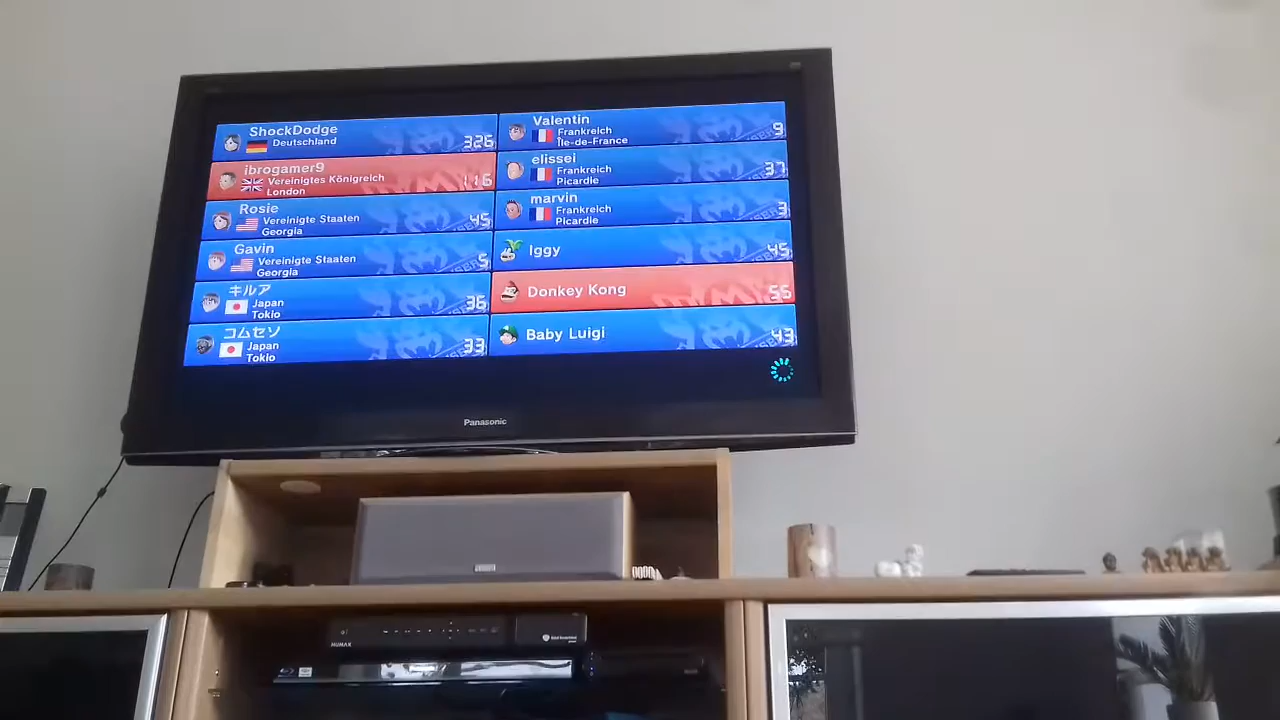 ShockDodge
Deutschland
326
ibrogamer9
Vereinigtes Königreich
London
116
Rosie
Vereinigte Staaten
Georgia
45
Gavin
Vereinigte Staaten
Georgia
5
キルア
Japan
Tokio
36
コムセソ
Japan
Tokio
33
Valentin
Frankreich
Île-de-France
9
elissei
Frankreich
Picardie
37
marvin
Frankreich
Picardie
3
Iggy
45
Donkey Kong
55
Baby Luigi
43
Panasonic
HUMAX